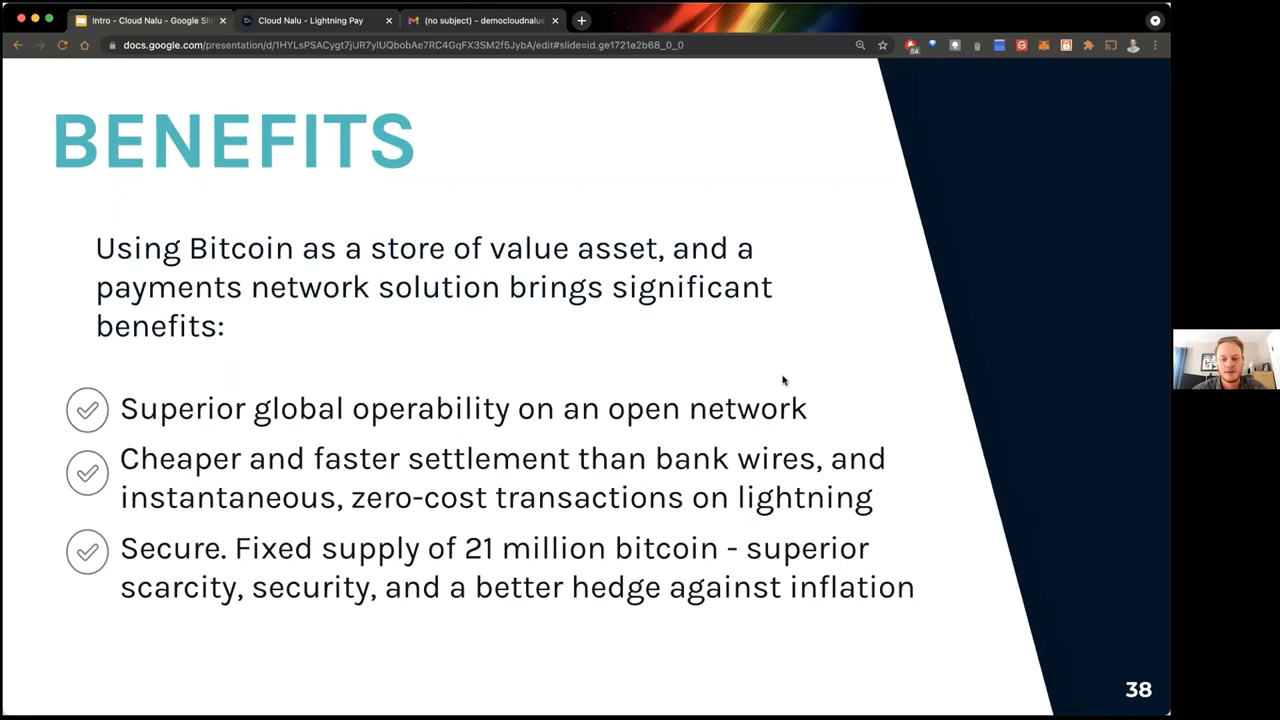 Intro - Cloud Nalu - Google Sli
Cloud Nalu - Lightning Pay
(no subject) - democloudnalu
docs.google.com/presentation/d/1HYLsPSACygt7jUR7yIUQbobAe7RC4GqFX3SM2f5JybA/edit#slide=id.ge1721e2b68_0_0
54
BENEFITS
Using Bitcoin as a store of value asset, and a
payments network solution brings significant
benefits:
Superior global operability on an open network
Cheaper and faster settlement than bank wires, and
instantaneous, zero-cost transactions on lightning
Secure. Fixed supply of 21 million bitcoin - superior
scarcity, security, and a better hedge against inflation
38